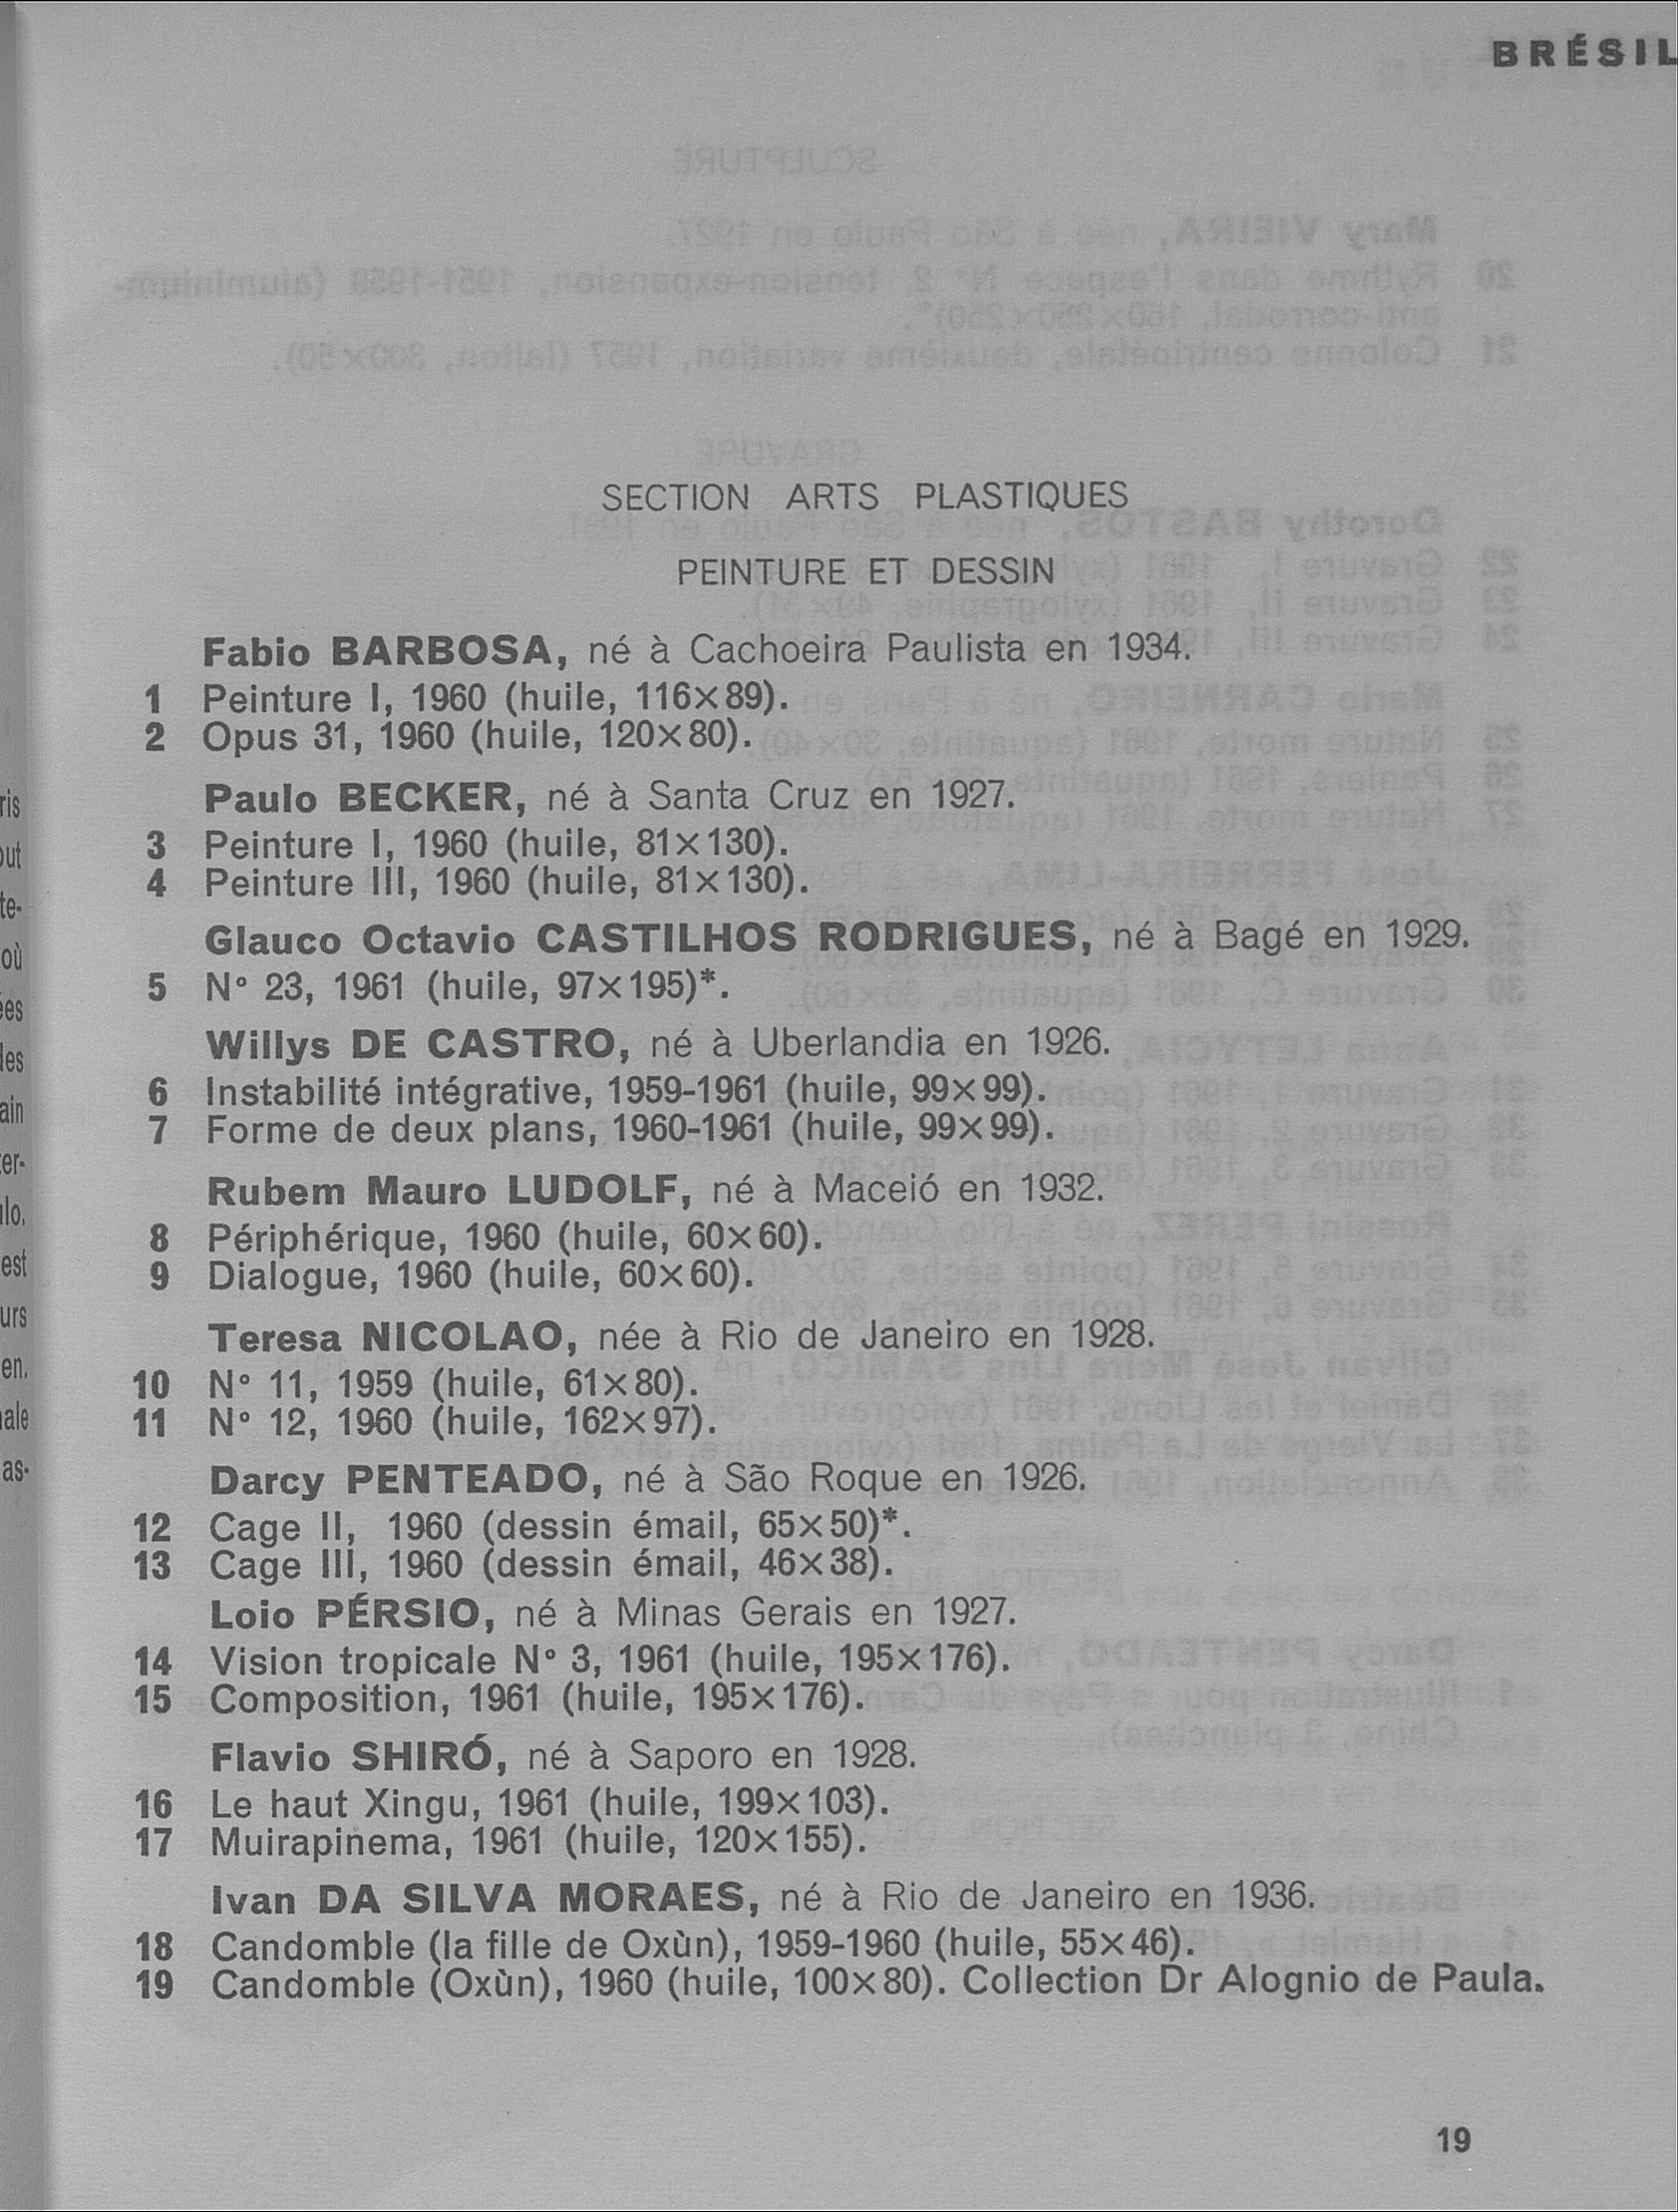 BRÉSIL
SECTION ARTS PLASTIQUES
PEINTURE ET DESSIN
Fabio BARBOSA, né à Cachoeira Paulista en 1934.
1 Peinture I, 1960 (huile, 116×89).
2 Opus 31, 1960 (huile, 120×80).
Paulo BECKER, né à Santa Cruz en 1927.
3 Peinture I, 1960 (huile, 81×130).
4 Peinture III, 1960 (huile, 81×130).
Glauco Octavio CASTILHOS RODRIGUES, né à Bagé en 1929.
5 N° 23, 1961 (huile, 97×195)*.
Willys DE CASTRO, né à Uberlandia en 1926.
6 Instabilité intégrative, 1959-1961 (huile, 99×99).
7 Forme de deux plans, 1960-1961 (huile, 99×99).
Rubem Mauro LUDOLF, né à Maceió en 1932.
8 Périphérique, 1960 (huile, 60×60).
9 Dialogue, 1960 (huile, 60×60).
Teresa NICOLAO, née à Rio de Janeiro en 1928.
10 N° 11, 1959 (huile, 61×80).
11 N° 12, 1960 (huile, 162×97).
Darcy PENTEADO, né à São Roque en 1926.
12 Cage II, 1960 (dessin émail, 65×50)*.
13 Cage III, 1960 (dessin émail, 46×38).
Loio PÉRSIO, né à Minas Gerais en 1927.
14 Vision tropicale N° 3, 1961 (huile, 195×176).
15 Composition, 1961 (huile, 195×176).
Flavio SHIRÓ, né à Saporo en 1928.
16 Le haut Xingu, 1961 (huile, 199×103).
17 Muirapinema, 1961 (huile, 120×155).
Ivan DA SILVA MORAES, né à Rio de Janeiro en 1936.
18 Candomble (la fille de Oxùn), 1959-1960 (huile, 55×46).
19 Candomble (Oxùn), 1960 (huile, 100×80). Collection Dr Alognio de Paula.
19